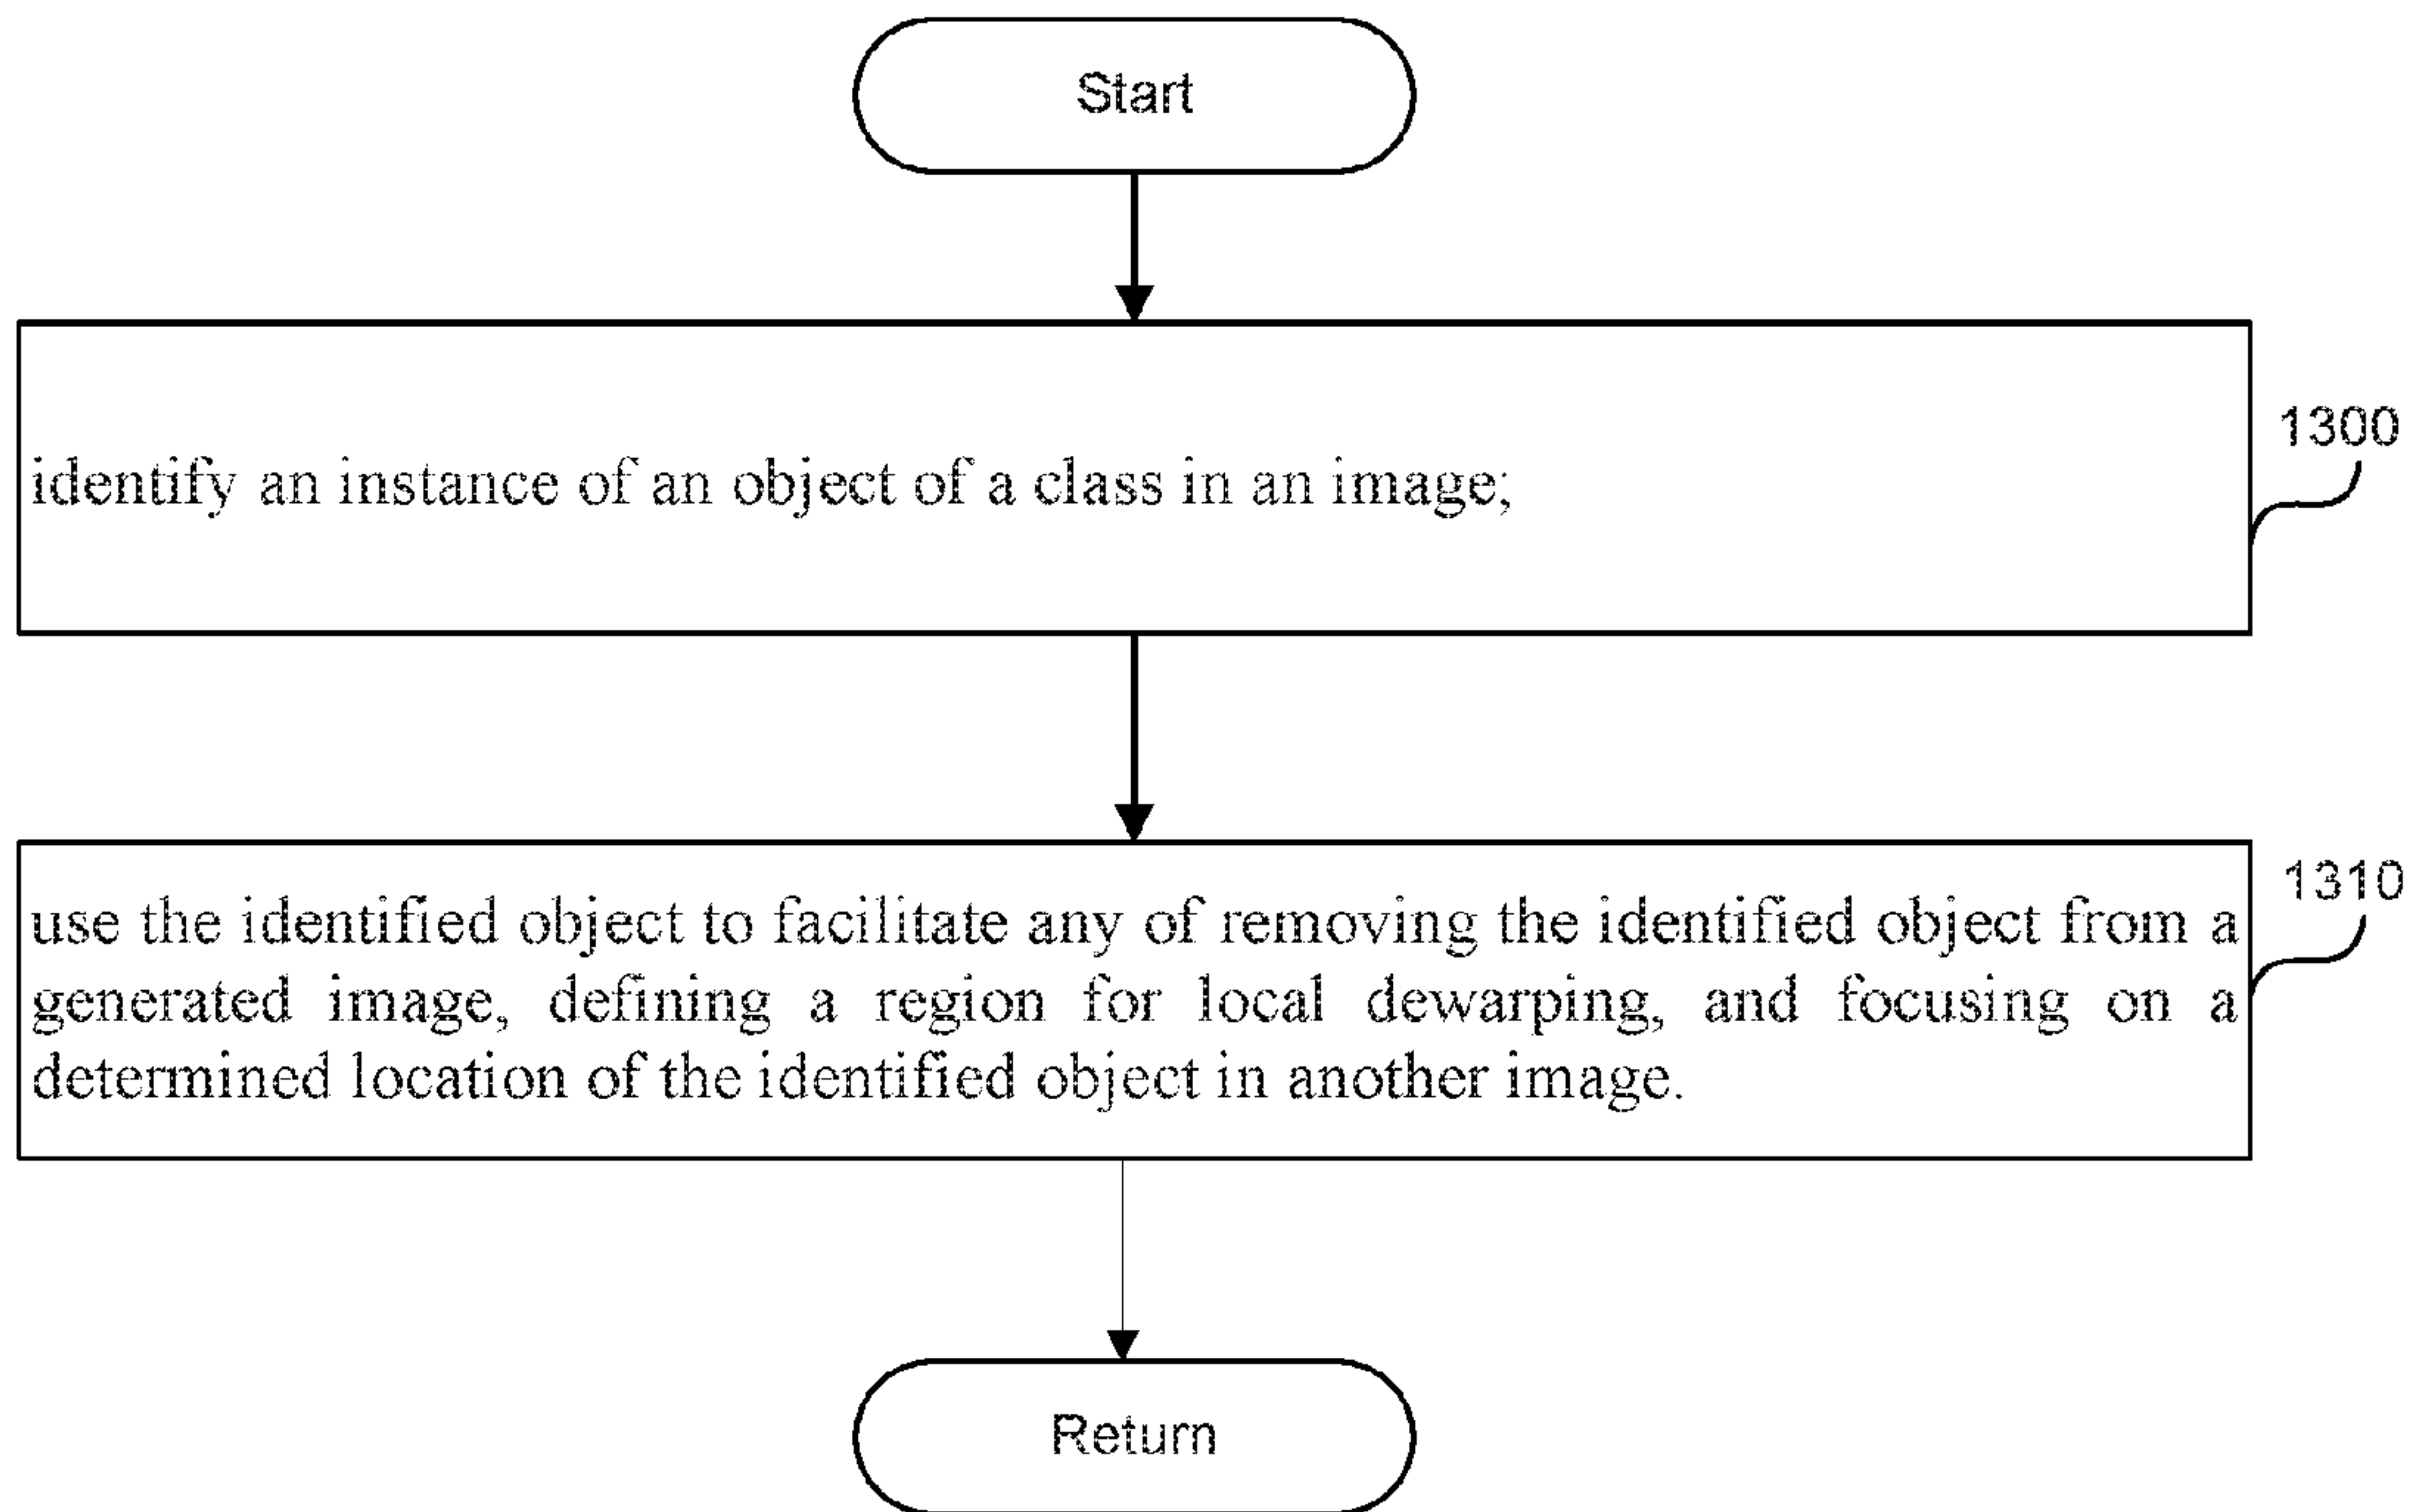 Start
identify an instance of an object of a class in an image;
1300
use the identified object to facilitate any of removing the identified object from a
generated image, defining a region for local dewarping, and focusing on a
determined location of the identified object in another image.
1310
Return